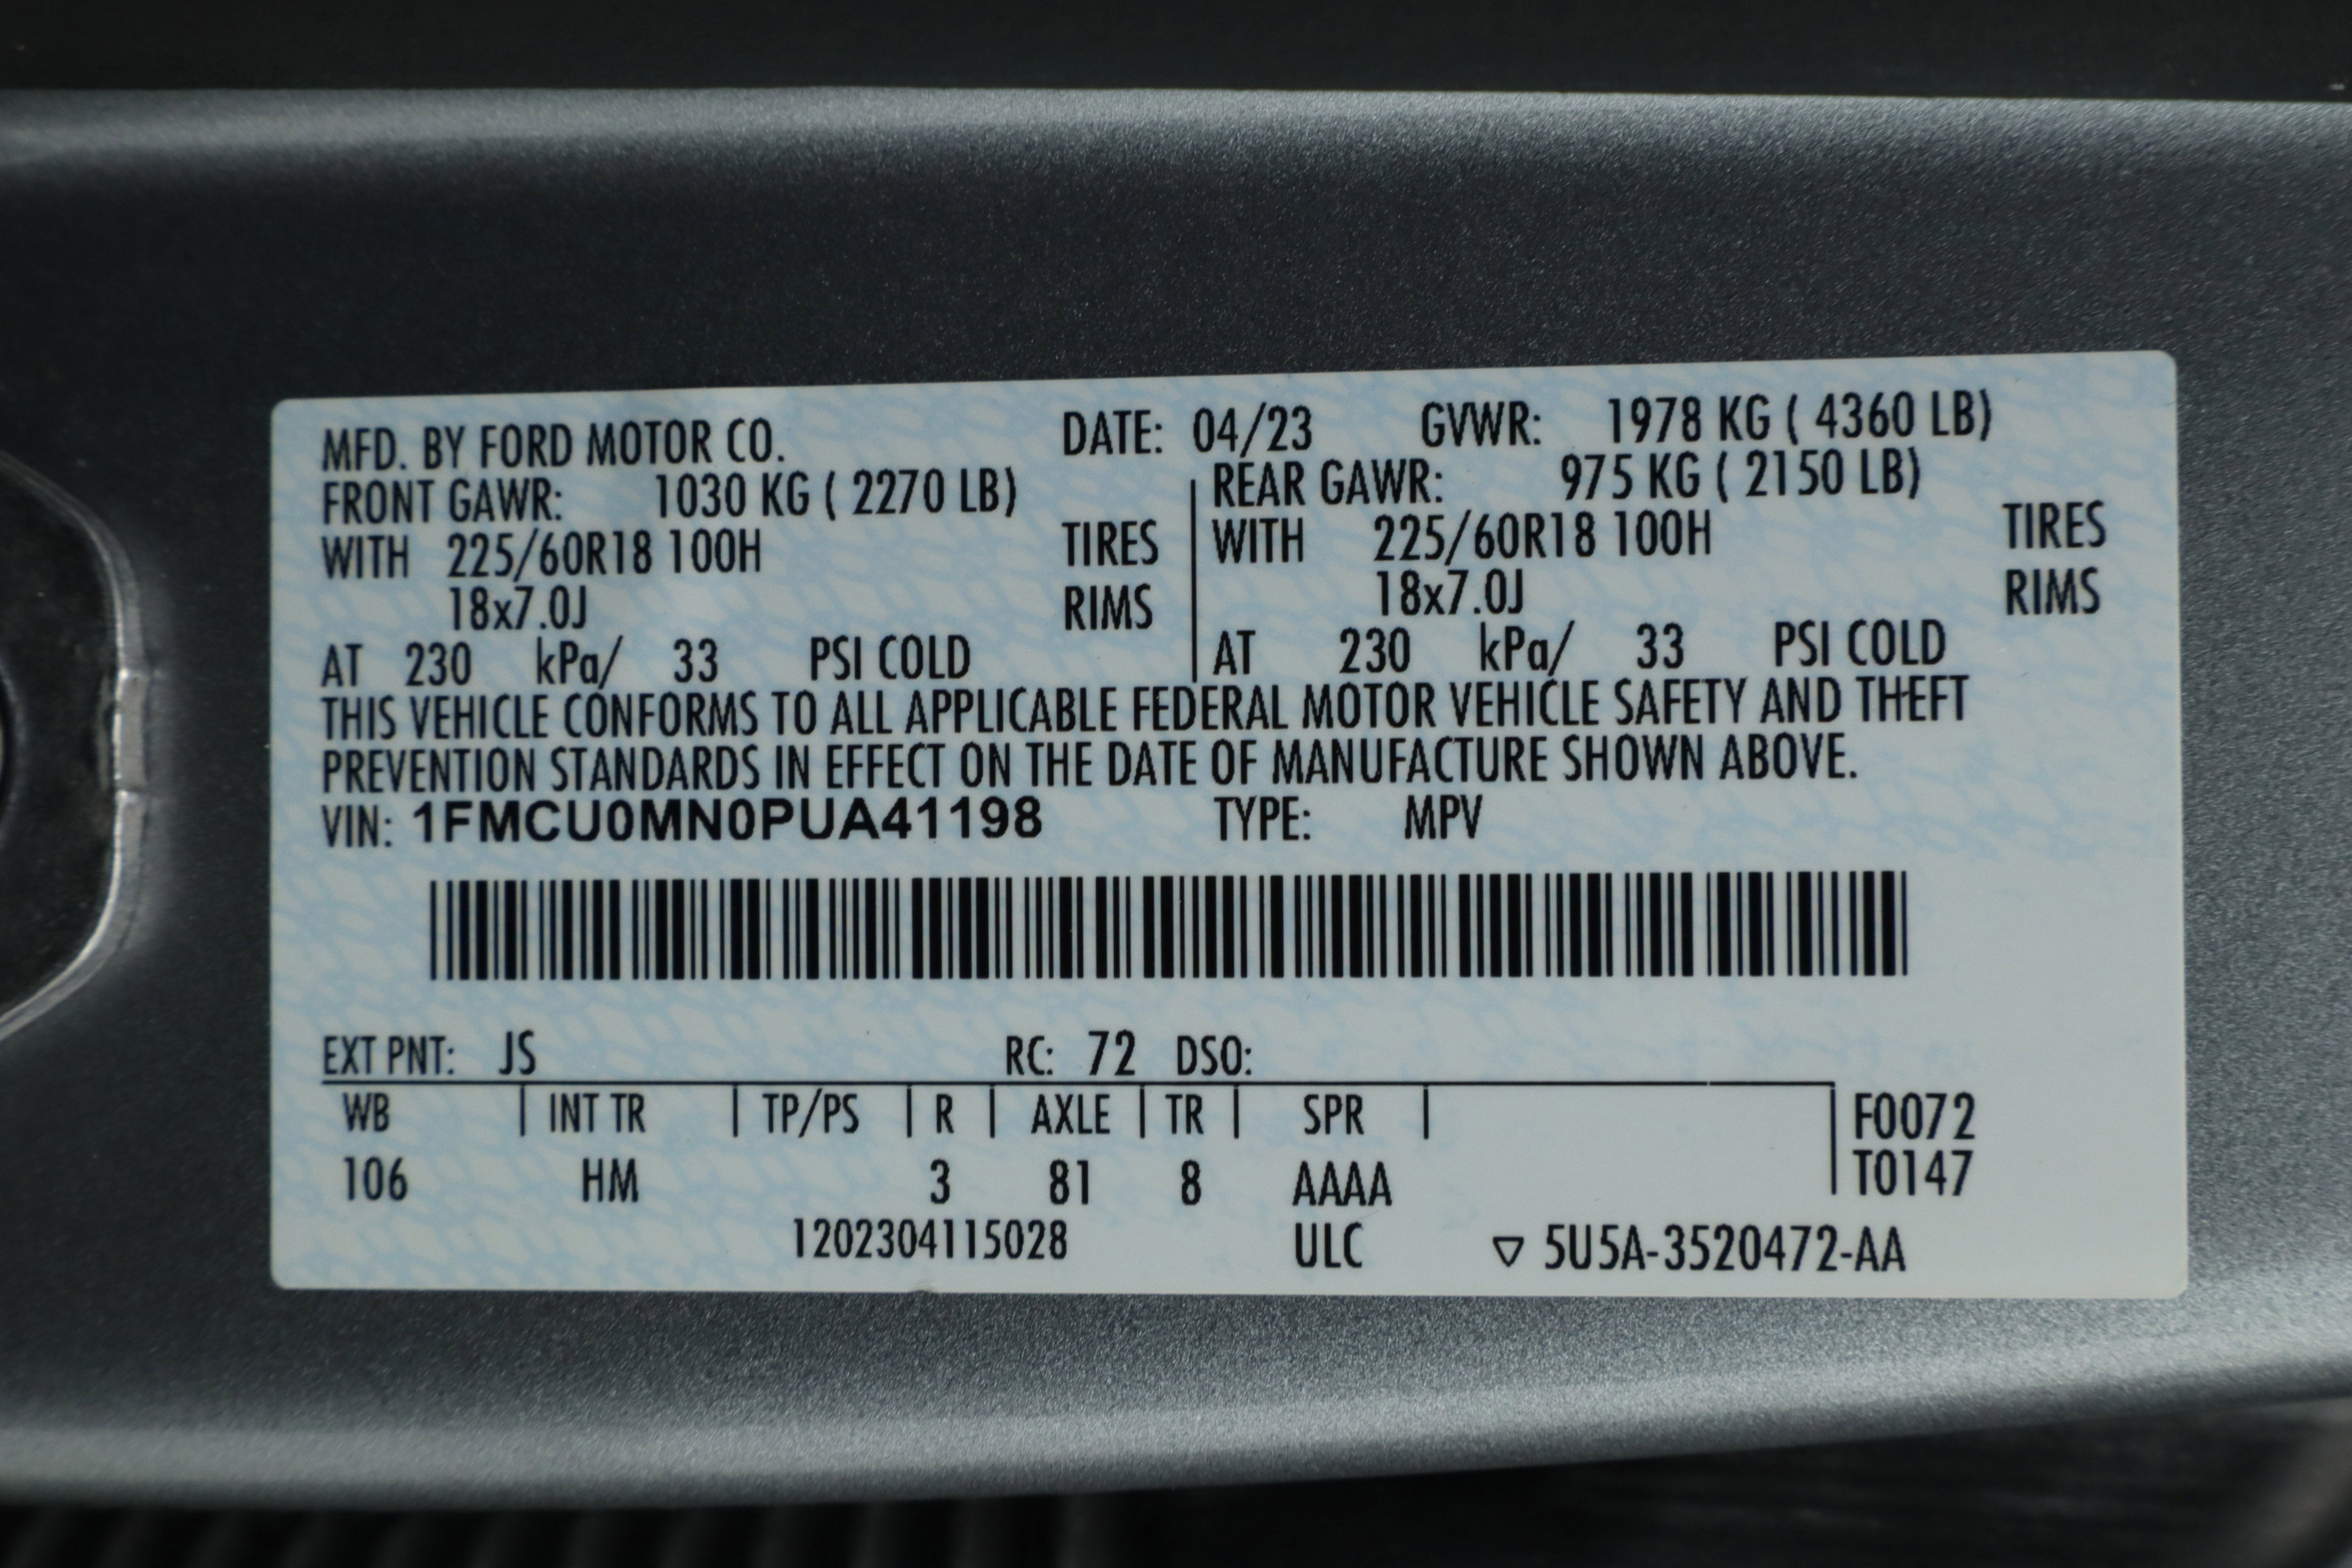 MFD. BY FORD MOTOR CO. DATE: 04/23 GVWR: 1978 KG ( 4360 LB)
FRONT GAWR: 1030 KG ( 2270 LB) REAR GAWR: 975 KG ( 2150 LB)
WITH 225/60R18 100H TIRES WITH 225/60R18 100H TIRES
18x7.0J RIMS 18x7.0J RIMS
AT 230 kPa/ 33 PSI COLD AT 230 kPa/ 33 PSI COLD
THIS VEHICLE CONFORMS TO ALL APPLICABLE FEDERAL MOTOR VEHICLE SAFETY AND THEFT
PREVENTION STANDARDS IN EFFECT ON THE DATE OF MANUFACTURE SHOWN ABOVE.
VIN: 1FMCU0MN0PUA41198 TYPE: MPV
EXT PNT: JS RC: 72 DSO:
WB | INT TR | TP/PS | R | AXLE | TR | SPR | F0072
106 HM 3 81 8 AAAA T0147
1202304115028 ULC ▽ 5U5A-3520472-AA